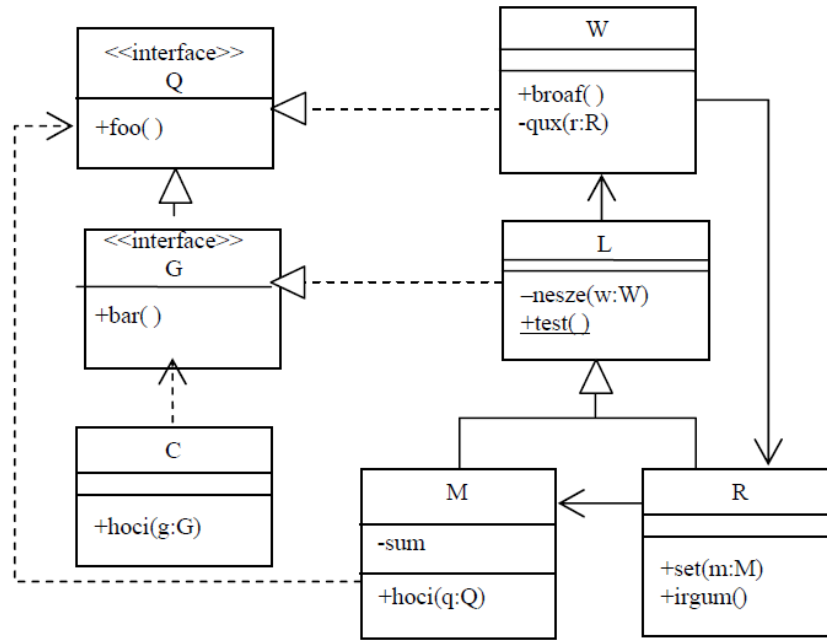 <<interface>>
Q
+foo( )
W
+broaf( )
-qux(r:R)
<<interface>>
G
+bar( )
L
–nesze(w:W)
+test( )
C
+hoci(g:G)
M
-sum
+hoci(q:Q)
R
+set(m:M)
+irgum()